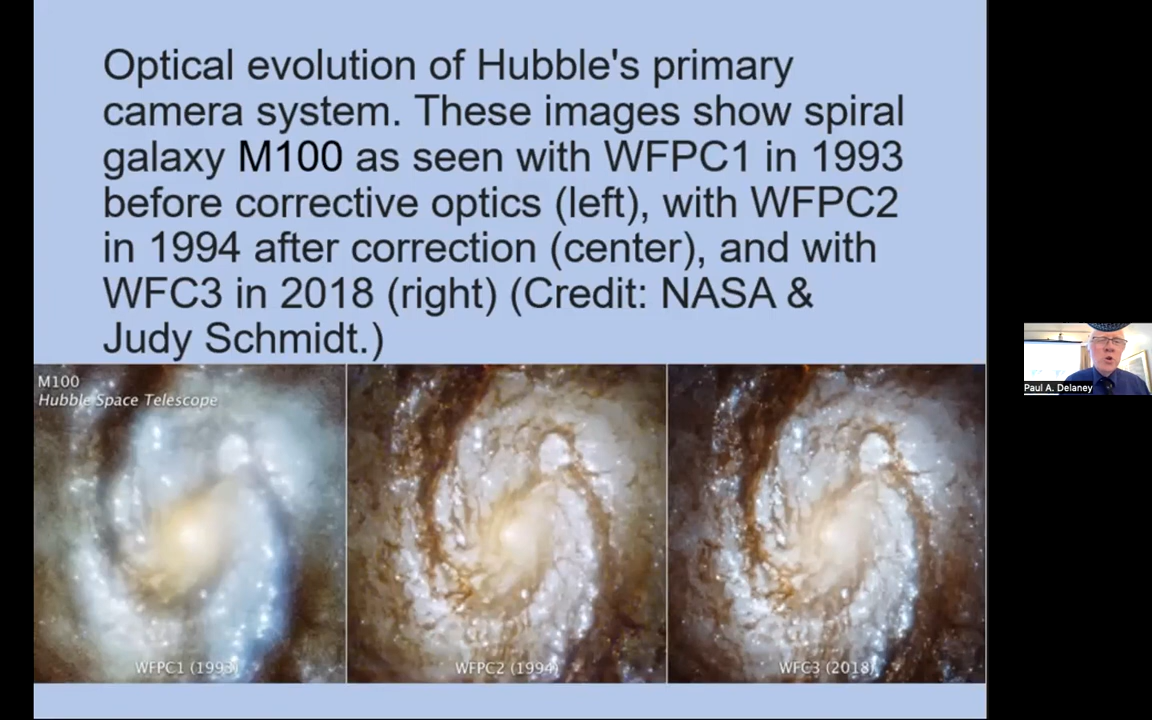 Optical evolution of Hubble's primary
camera system. These images show spiral
galaxy M100 as seen with WFPC1 in 1993
before corrective optics (left), with WFPC2
in 1994 after correction (center), and with
WFC3 in 2018 (right) (Credit: NASA &
Judy Schmidt.)
M100
Hubble Space Telescope
WFPC1 (1993)
WFPC2 (1994)
WFC3 (2018)
Paul A. Delaney